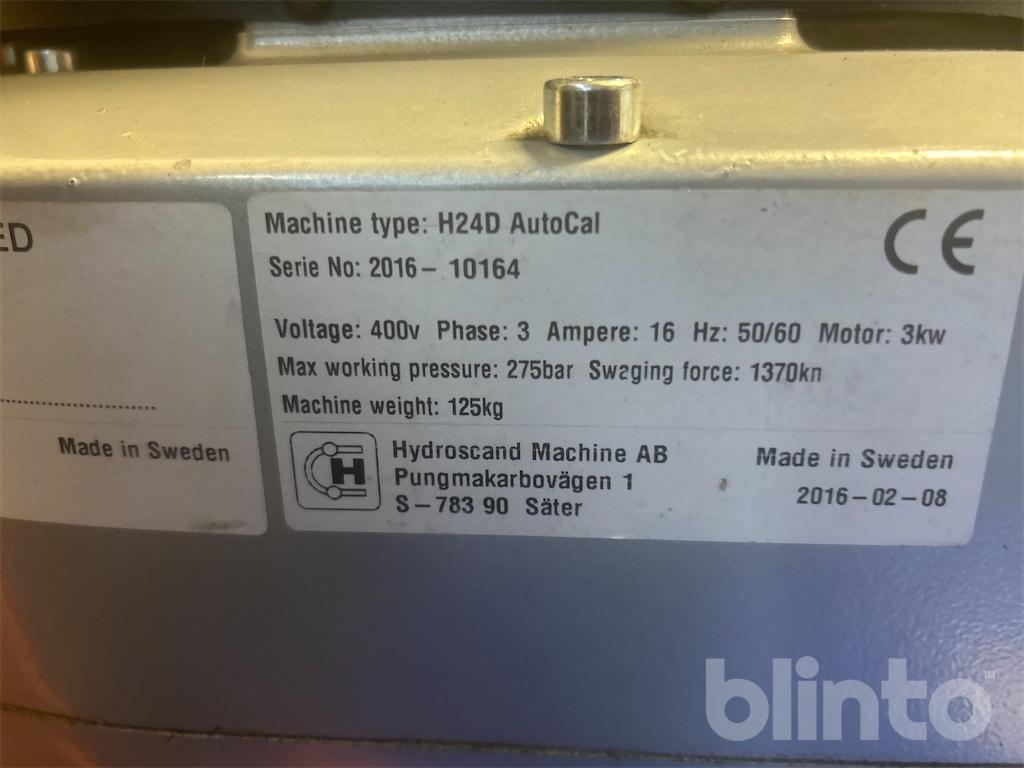 ED
Made in Sweden
Machine type: H24D AutoCal
Serie No: 2016- 10164
CE
Voltage: 400v Phase: 3 Ampere: 16 Hz: 50/60 Motor: 3kw
Max working pressure: 275bar Swaging force: 1370kn
Machine weight: 125kg
H
Hydroscand Machine AB
Pungmakarbovägen 1
S-783 90 Säter
Made in Sweden
2016-02-08
blinto™